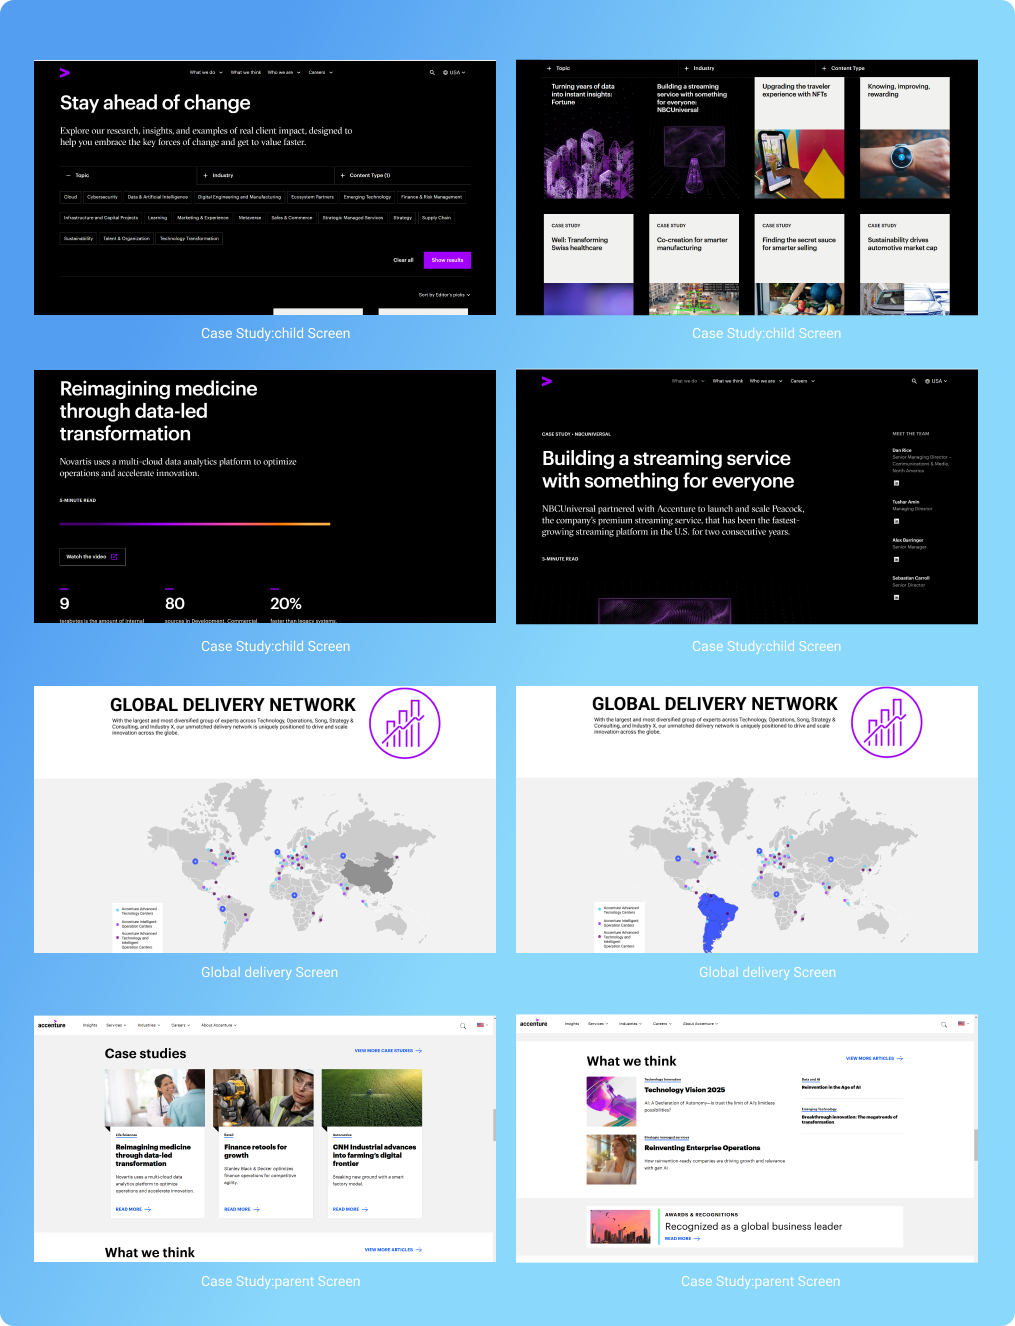 What we do
What we think
Who we are
Careers
USA
Stay ahead of change
Explore our research, insights, and examples of real client impact, designed to
help you embrace the key forces of change and get to value faster.
Topic
Industry
Content Type (1)
Cloud
Cybersecurity
Data & Artificial Intelligence
Digital Engineering and Manufacturing
Ecosystem Partners
Emerging Technology
Finance & Risk Management
Infrastructure and Capital Projects
Learning
Marketing & Experience
Metaverse
Sales & Commerce
Strategic Managed Services
Strategy
Supply Chain
Sustainability
Talent & Organization
Technology Transformation
Clear all
Show results
Sort by Editor's picks
Case Study:child Screen
Topic
Industry
Content Type
Turning years of data
into instant insights:
Fortune
Building a streaming
service with something
for everyone:
NBCUniversal
Upgrading the traveler
experience with NFTs
Knowing, improving,
rewarding
CASE STUDY
Well: Transforming
Swiss healthcare
CASE STUDY
Co-creation for smarter
manufacturing
CASE STUDY
Finding the secret sauce
for smarter selling
CASE STUDY
Sustainability drives
automotive market cap
Case Study:child Screen
Reimagining medicine
through data-led
transformation
Novartis uses a multi-cloud data analytics platform to optimize
operations and accelerate innovation.
5-MINUTE READ
Watch the video
9
terabytes is the amount of internal
80
sources in Development, Commercial,
20%
faster than legacy systems.
Case Study:child Screen
What we do
What we think
Who we are
Careers
USA
CASE STUDY • NBCUNIVERSAL
Building a streaming service
with something for everyone
NBCUniversal partnered with Accenture to launch and scale Peacock,
the company's premium streaming service, that has been the fastest-
growing streaming platform in the U.S. for two consecutive years.
3-MINUTE READ
MEET THE TEAM
Dan Rice
Senior Managing Director –
Communications & Media,
North America
Tushar Amin
Managing Director
Alex Barringer
Senior Manager
Sebastian Carroll
Senior Director
Case Study:child Screen
GLOBAL DELIVERY NETWORK
With the largest and most diversified group of experts across Technology, Operations, Song, Strategy &
Consulting, and Industry X, our unmatched delivery network is uniquely positioned to drive and scale
innovation across the globe.
Accenture Advanced
Technology Centers
Accenture Intelligent
Operation Centers
Accenture Advanced
Technology and
Intelligent
Operation Centers
Global delivery Screen
GLOBAL DELIVERY NETWORK
With the largest and most diversified group of experts across Technology, Operations, Song, Strategy &
Consulting, and Industry X, our unmatched delivery network is uniquely positioned to drive and scale
innovation across the globe.
Accenture Advanced
Technology Centers
Accenture Intelligent
Operation Centers
Accenture Advanced
Technology and
Intelligent
Operation Centers
Global delivery Screen
accenture
Insights
Services
Industries
Careers
About Accenture
Case studies
VIEW MORE CASE STUDIES
Life Sciences
Reimagining medicine
through data-led
transformation
Novartis uses a multi-cloud data
analytics platform to optimize
operations and accelerate innovation.
READ MORE
Retail
Finance retools for
growth
Stanley Black & Decker optimizes
finance operations for competitive
agility.
READ MORE
Automotive
CNH Industrial advances
into farming's digital
frontier
Breaking new ground with a smart
factory model.
READ MORE
What we think
VIEW MORE ARTICLES
Case Study:parent Screen
accenture
Insights
Services
Industries
Careers
About Accenture
What we think
VIEW MORE ARTICLES
Technology Innovation
Technology Vision 2025
AI: A Declaration of Autonomy—is trust the limit of AI's limitless
possibilities?
Strategic managed services
Reinventing Enterprise Operations
How reinvention-ready companies are driving growth and relevance
with gen AI
Data and AI
Reinvention in the Age of AI
Emerging Technology
Breakthrough innovation: The megatrends of
transformation
AWARDS & RECOGNITIONS
Recognized as a global business leader
READ MORE
Case Study:parent Screen